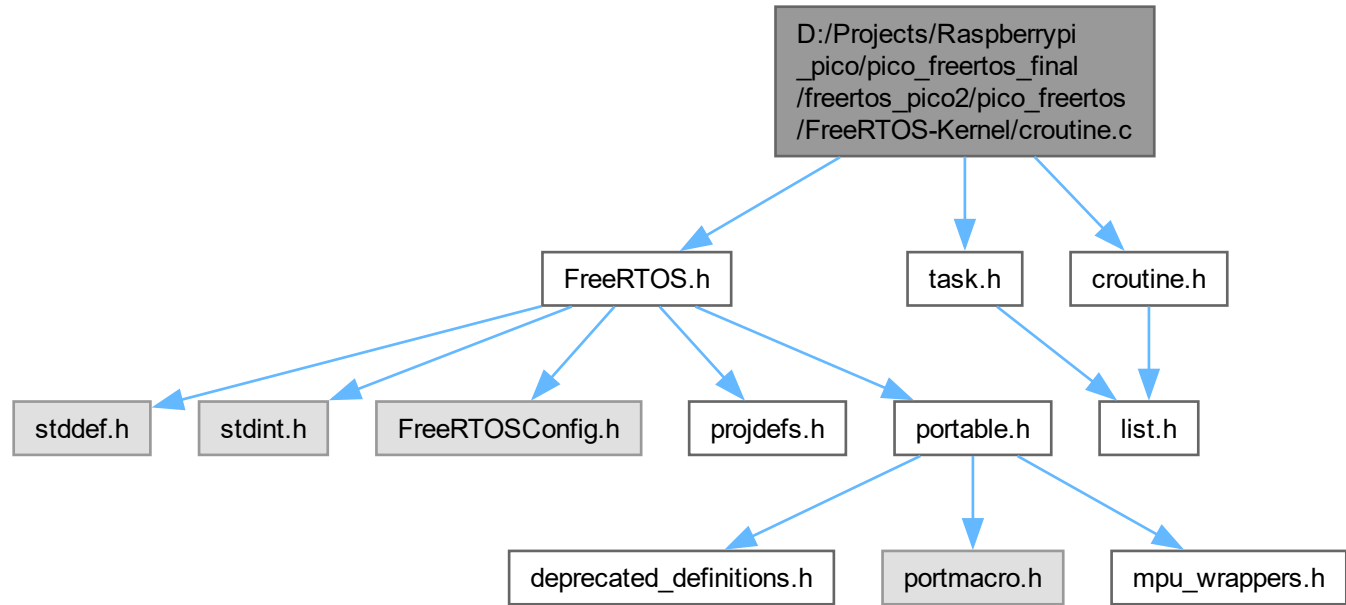 D:/Projects/Raspberrypi
_pico/pico_freertos_final
/freertos_pico2/pico_freertos
/FreeRTOS-Kernel/croutine.c
FreeRTOS.h
task.h
croutine.h
stddef.h
stdint.h
FreeRTOSConfig.h
projdefs.h
portable.h
list.h
deprecated_definitions.h
portmacro.h
mpu_wrappers.h